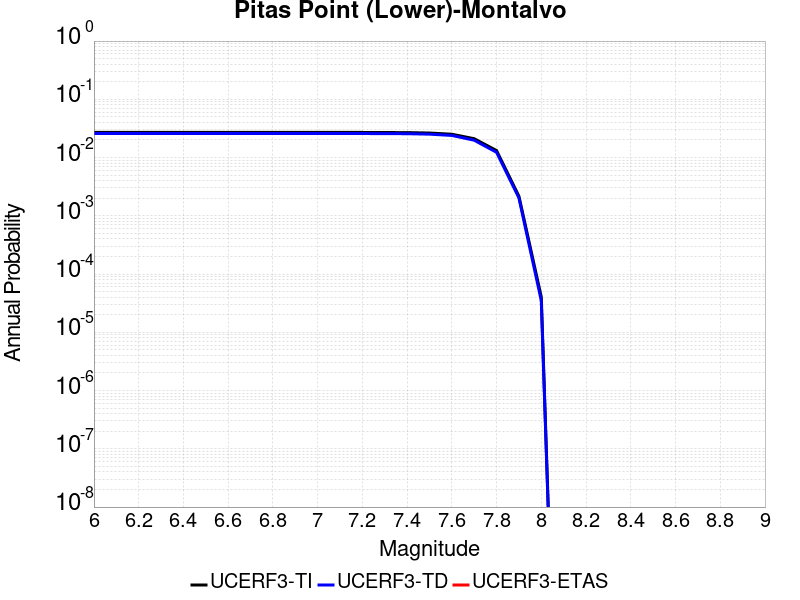 Pitas Point (Lower)-Montalvo
10^0
10^-1
10^-2
10^-3
10^-4
10^-5
10^-6
10^-7
10^-8
Annual Probability
6 6.2 6.4 6.6 6.8 7 7.2 7.4 7.6 7.8 8 8.2 8.4 8.6 8.8 9
Magnitude
UCERF3-TI UCERF3-TD UCERF3-ETAS